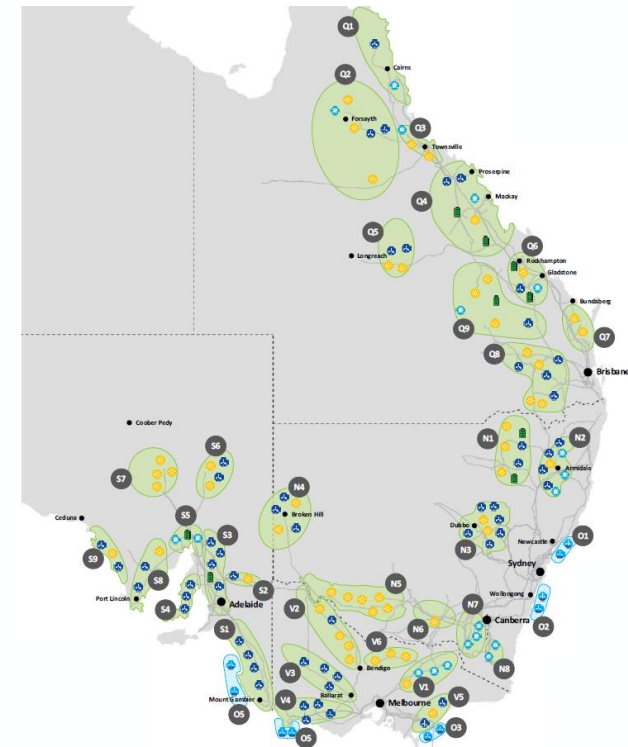 Q1
Cairns
Q2
Forsayth
Q3
Townsville
Proserpine
Q4
Mackay
Q5
Longreach
Q6
Rockhampton
Gladstone
Bundaberg
Q9
Q7
Q8
Brisbane
Coober Pedy
S6
S7
N1
N2
Armidale
N4
Broken Hill
Ceduna
S5
S3
Dubbo
N3
Newcastle
O1
Sydney
S9
S8
S2
N5
Port Lincoln
Adelaide
Wollongong
S4
V2
N7
Canberra
O2
S1
N6
V6
N8
V3
Bendigo
V1
Mount Gambier
V4
Ballarat
V5
O5
Melbourne
O3
O5